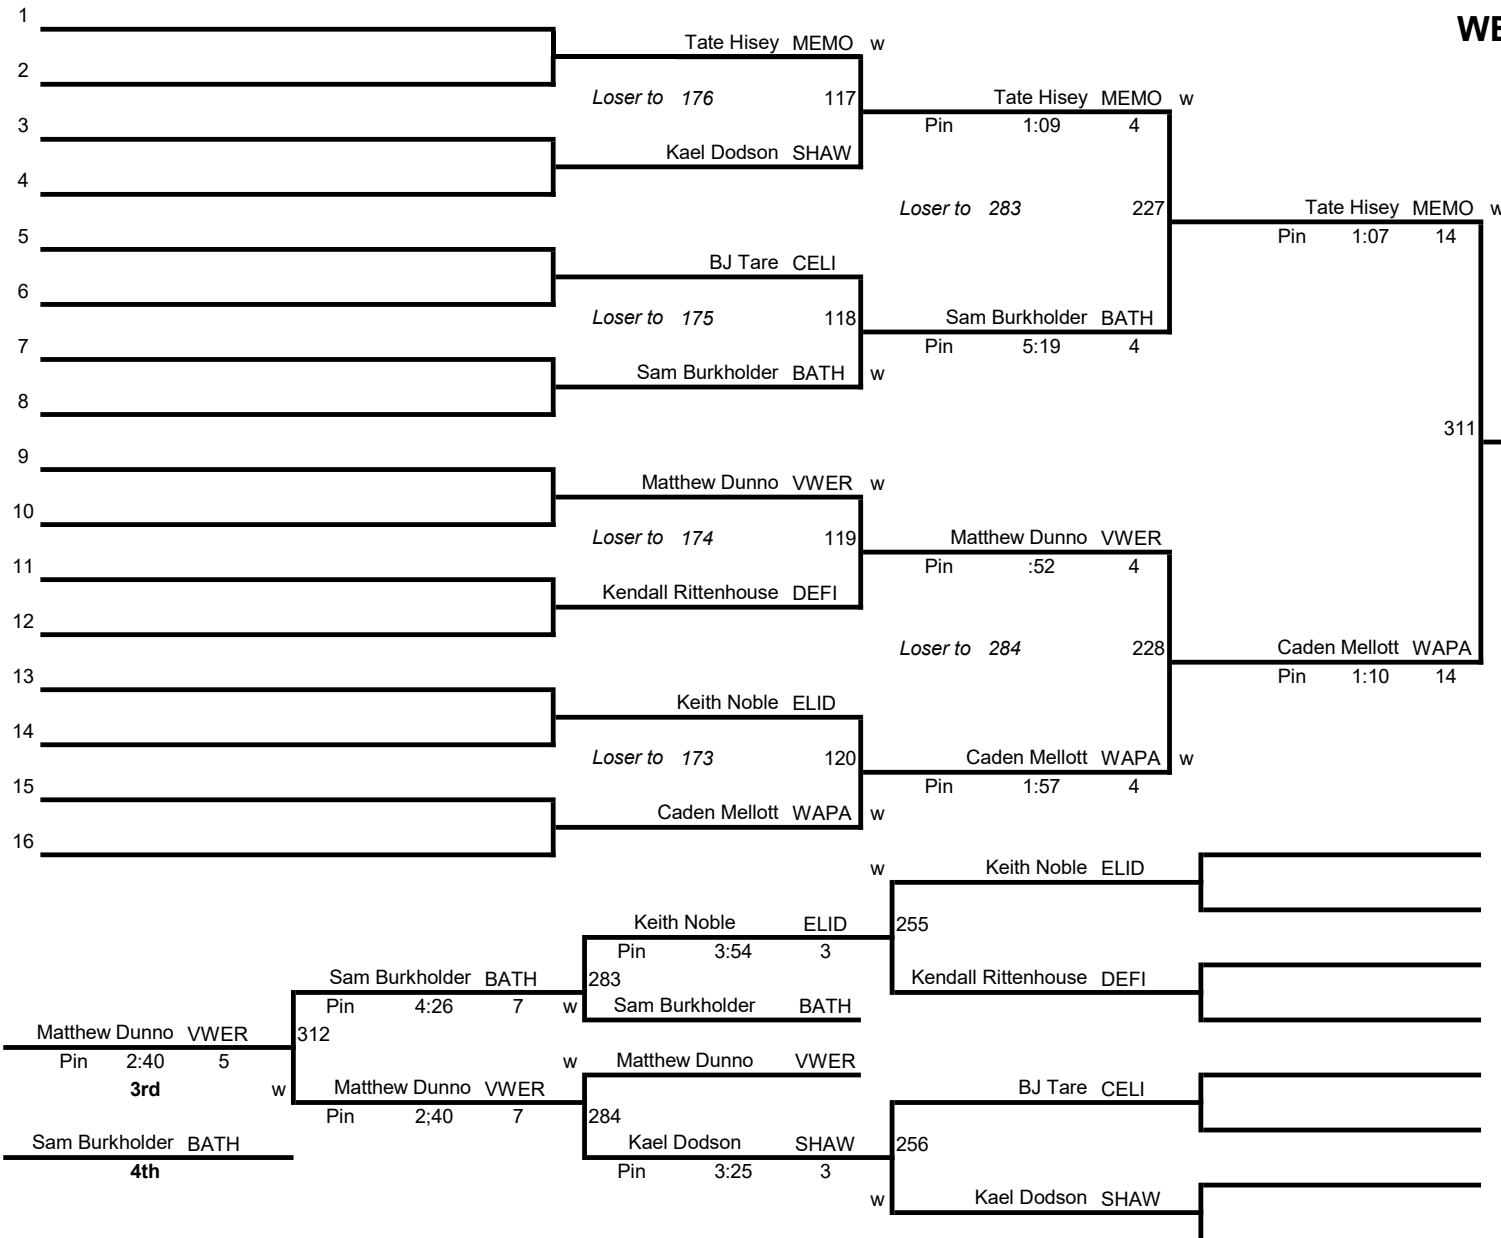 1
WE
Tate Hisey MEMO w
2
Loser to 176 117 Tate Hisey MEMO w
3
Pin 1:09 4
Kael Dodson SHAW
4
Loser to 283 227 Tate Hisey MEMO w
5
Pin 1:07 14
BJ Tare CELI
6
Loser to 175 118 Sam Burkholder BATH
7
Pin 5:19 4
Sam Burkholder BATH w
8
311
9
Matthew Dunno VWER w
10
Loser to 174 119 Matthew Dunno VWER
11
Pin :52 4
Kendall Rittenhouse DEFI
12
Loser to 284 228 Caden Mellott WAPA
13
Pin 1:10 14
Keith Noble ELID
14
Loser to 173 120 Caden Mellott WAPA w
15
Pin 1:57 4
Caden Mellott WAPA w
16
w Keith Noble ELID
Keith Noble ELID 255
Pin 3:54 3
Sam Burkholder BATH 283 Kendall Rittenhouse DEFI
Pin 4:26 7 w Sam Burkholder BATH
Matthew Dunno VWER 312
Pin 2:40 5 w Matthew Dunno VWER
3rd w Matthew Dunno VWER BJ Tare CELI
Pin 2;40 7 284
Sam Burkholder BATH Kael Dodson SHAW 256
4th Pin 3:25 3
w Kael Dodson SHAW